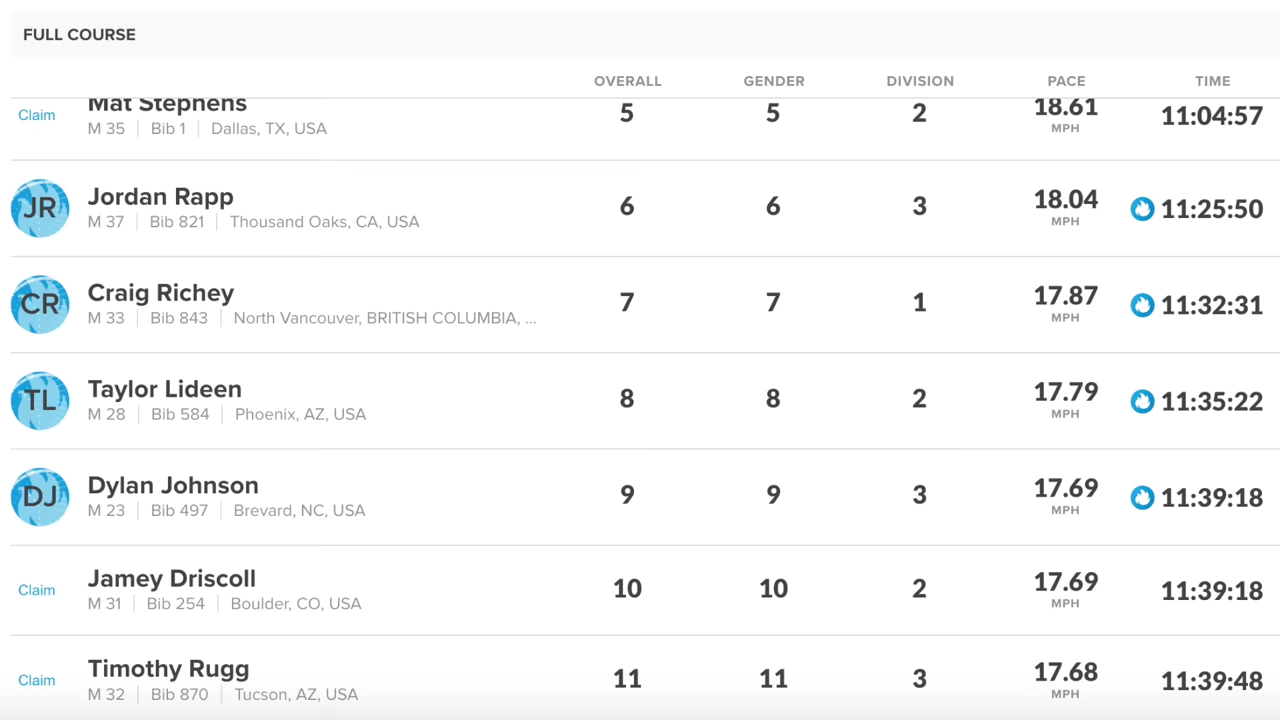 FULL COURSE
OVERALL GENDER DIVISION PACE TIME
Claim Mat Stephens 5 5 2 18.61 11:04:57
M 35 Bib 1 Dallas, TX, USA MPH
JR Jordan Rapp 6 6 3 18.04 11:25:50
M 37 Bib 821 Thousand Oaks, CA, USA MPH
CR Craig Richey 7 7 1 17.87 11:32:31
M 33 Bib 843 North Vancouver, BRITISH COLUMBIA, ... MPH
TL Taylor Lideen 8 8 2 17.79 11:35:22
M 28 Bib 584 Phoenix, AZ, USA MPH
DJ Dylan Johnson 9 9 3 17.69 11:39:18
M 23 Bib 497 Brevard, NC, USA MPH
Claim Jamey Driscoll 10 10 2 17.69 11:39:18
M 31 Bib 254 Boulder, CO, USA MPH
Claim Timothy Rugg 11 11 3 17.68 11:39:48
M 32 Bib 870 Tucson, AZ, USA MPH